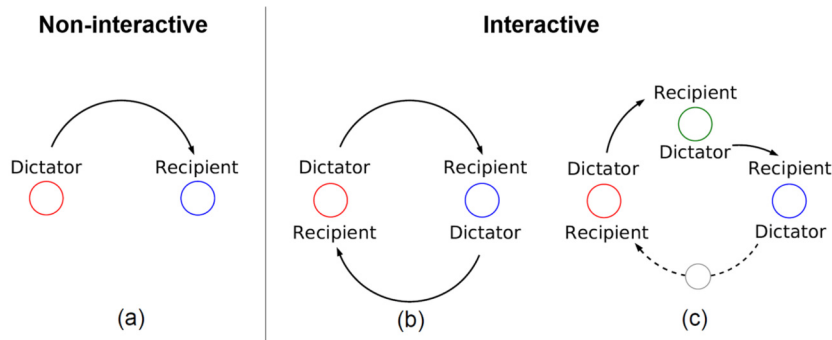 Non-interactive
Interactive
Dictator
Recipient
(a)
Dictator
Recipient
Recipient
Dictator
(b)
Recipient
Dictator
Dictator
Recipient
Recipient
Dictator
(c)